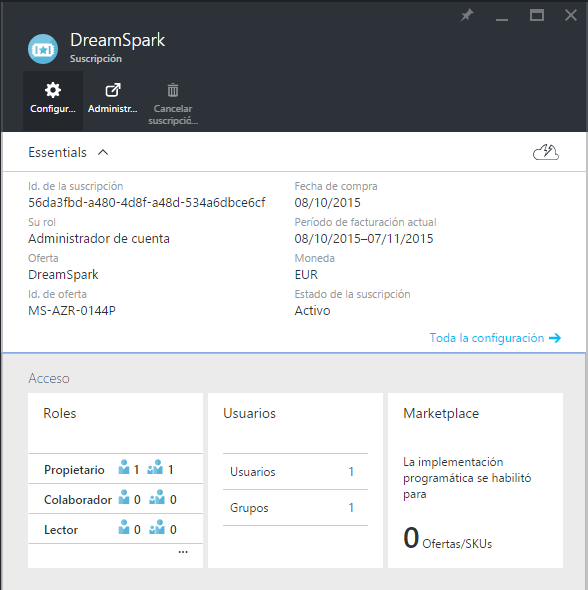 DreamSpark
Suscripción
Configur...
Administr...
Cancelar
suscripció...
Essentials
Id. de la suscripción
56da3fbd-a480-4d8f-a48d-534a6dbce6cf
Fecha de compra
08/10/2015
Su rol
Administrador de cuenta
Período de facturación actual
08/10/2015–07/11/2015
Oferta
DreamSpark
Moneda
EUR
Id. de oferta
MS-AZR-0144P
Estado de la suscripción
Activo
Toda la configuración
Acceso
Roles
Propietario 1 1
Colaborador 0 0
Lector 0 0
...
Usuarios
Usuarios 1
Grupos 1
Marketplace
La implementación
programática se habilitó
para
0 Ofertas/SKUs